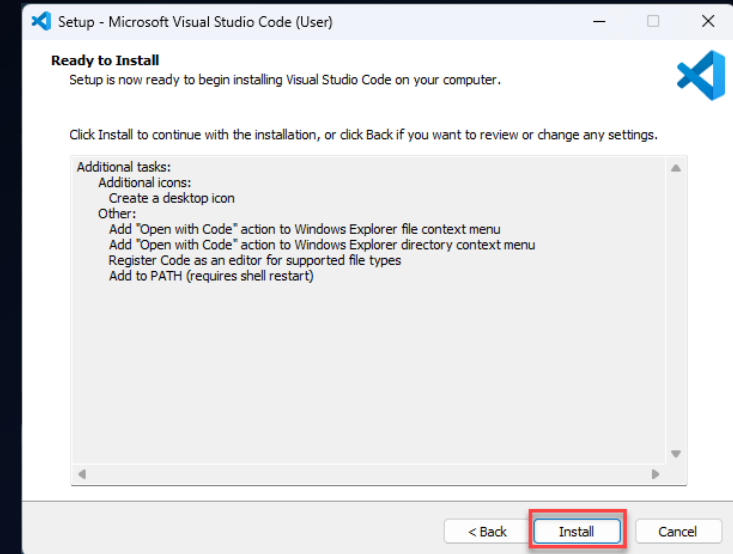 Setup - Microsoft Visual Studio Code (User)
Ready to Install
Setup is now ready to begin installing Visual Studio Code on your computer.
Click Install to continue with the installation, or click Back if you want to review or change any settings.
Additional tasks:
Additional icons:
Create a desktop icon
Other:
Add "Open with Code" action to Windows Explorer file context menu
Add "Open with Code" action to Windows Explorer directory context menu
Register Code as an editor for supported file types
Add to PATH (requires shell restart)
< Back Install Cancel